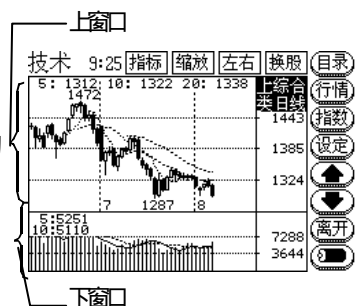 上窗口
技术 9:25 指标 缩放 左右 换股 目录
5: 1312 10: 1322 20: 1338 上综合
类日线
行情
1472
1443
指数
1385
设定
1324
7 1287 8
5:5251
10:5110
离开
7288
3644
下窗口